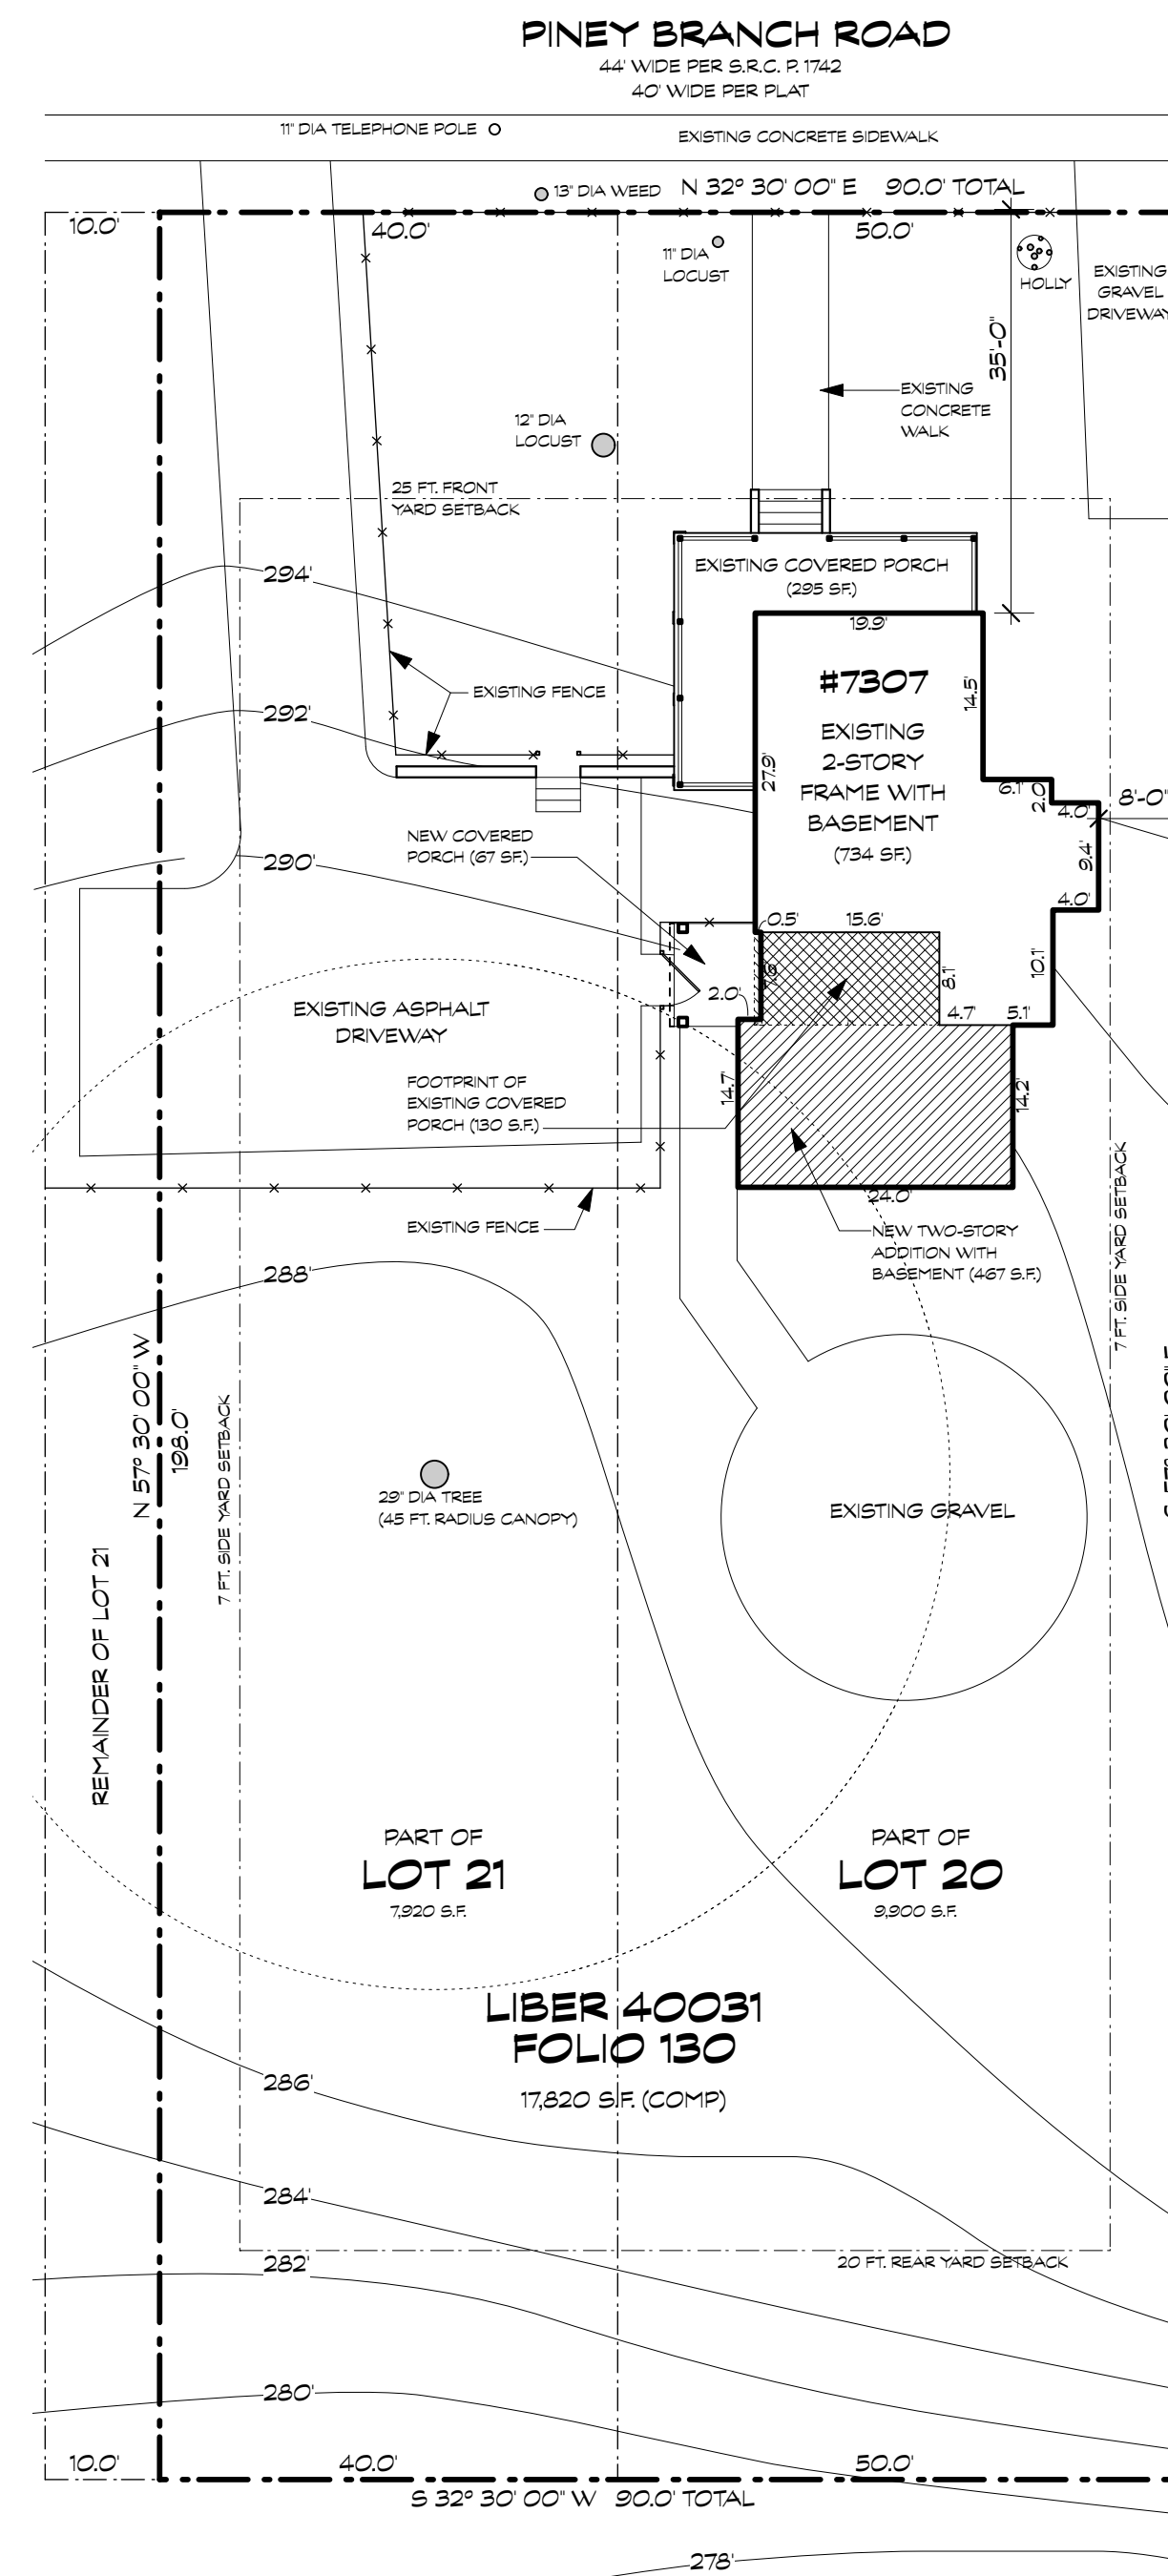 PINEY BRANCH ROAD
44' WIDE PER S.R.C. P. 1742
40' WIDE PER PLAT
11" DIA TELEPHONE POLE
EXISTING CONCRETE SIDEWALK
13" DIA WEED
N 32° 30' 00" E 90.0' TOTAL
10.0'
40.0'
50.0'
11" DIA
LOCUST
HOLLY
EXISTING
GRAVEL
DRIVEWAY
35'-0"
EXISTING
CONCRETE
WALK
12" DIA
LOCUST
25 FT. FRONT
YARD SETBACK
294'
EXISTING COVERED PORCH
(295 SF.)
19.9'
#7307
14.5'
EXISTING FENCE
292'
EXISTING
2-STORY
FRAME WITH
BASEMENT
(734 SF.)
27.9'
6.1'
2.0'
4.0'
8'-0"
9.4'
4.0'
NEW COVERED
PORCH (67 SF.)
290'
0.5'
15.6'
7.6'
8.1'
10.1'
2.0'
4.7'
5.1'
EXISTING ASPHALT
DRIVEWAY
FOOTPRINT OF
EXISTING COVERED
PORCH (130 S.F.)
14.7'
14.2'
24.0'
EXISTING FENCE
NEW TWO-STORY
ADDITION WITH
BASEMENT (467 S.F.)
7 FT. SIDE YARD SETBACK
288'
N 57° 30' 00" W
198.0'
7 FT. SIDE YARD SETBACK
29" DIA TREE
(45 FT. RADIUS CANOPY)
EXISTING GRAVEL
REMAINDER OF LOT 21
PART OF
LOT 21
7,920 S.F.
PART OF
LOT 20
9,900 S.F.
LIBER 40031
FOLIO 130
17,820 S.F. (COMP)
286'
284'
282'
20 FT. REAR YARD SETBACK
280'
10.0'
40.0'
50.0'
S 32° 30' 00" W 90.0' TOTAL
278'